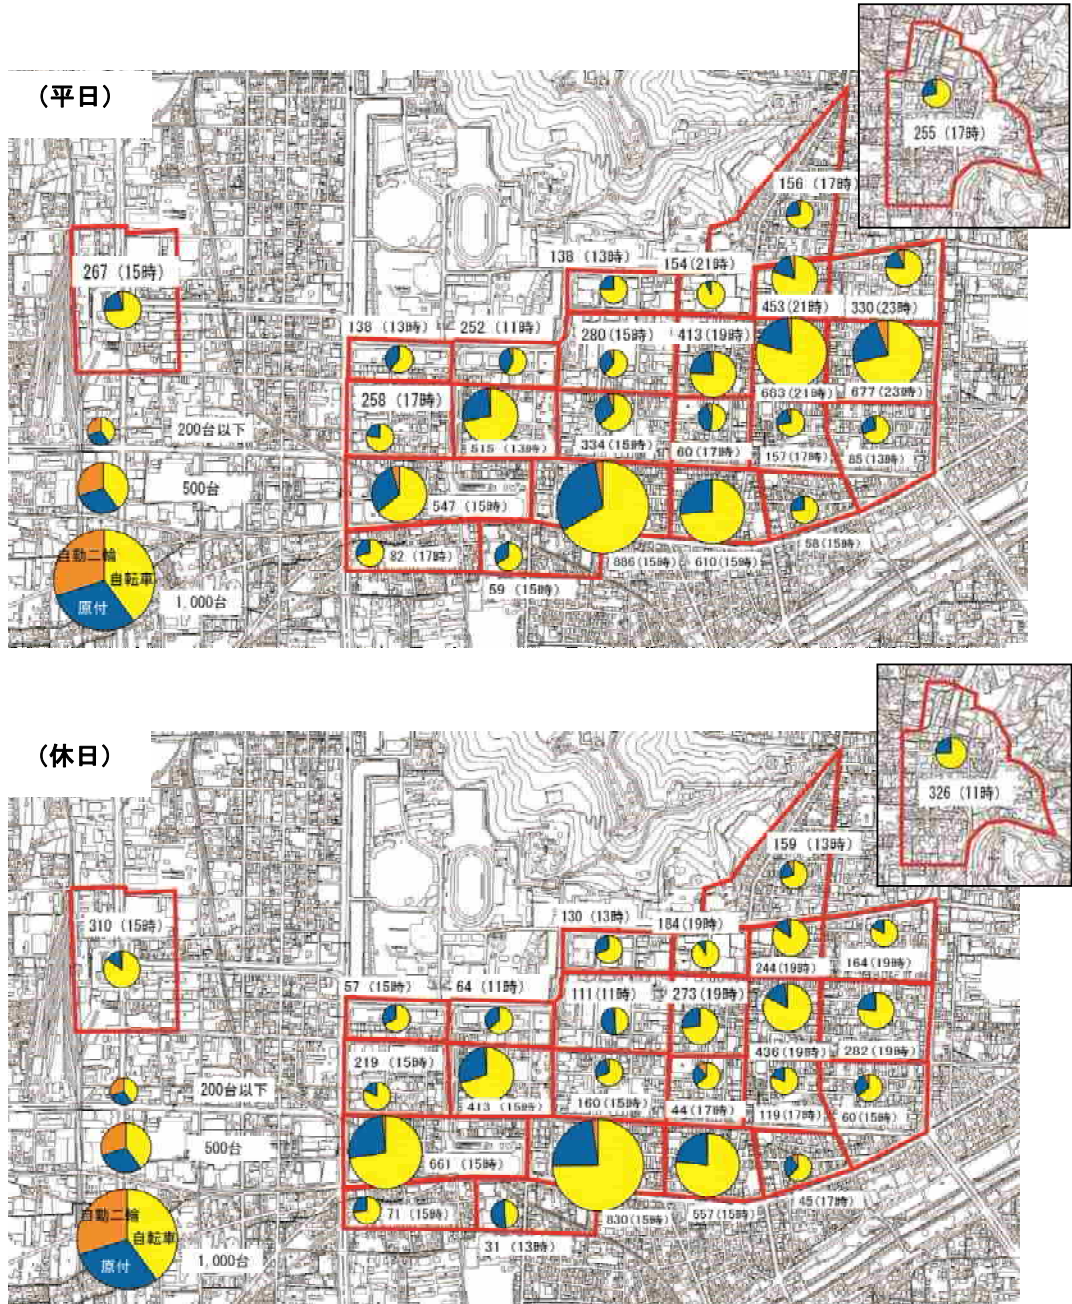 （平日）
255（17時）
156（17時）
138（13時）
154(21時)
267（15時）
453(21時)
330(23時)
138（13時）
252（11時）
280(15時)
413(19時)
683(21時)
677(23時)
258（17時）
515（13時）
334(15時)
60(17時)
157(17時)
85(13時)
200台以下
500台
547（15時）
886(15時)
610(15時)
58(15時)
82（17時）
59（15時）
自動二輪
自転車
原付
1,000台
（休日）
326（11時）
159（13時）
130（13時）
184(19時)
310（15時）
244(19時)
164(19時)
57（15時）
64（11時）
111(11時)
273(19時)
436(19時)
282(19時)
219（15時）
413（15時）
160(15時)
44(17時)
119(17時)
60(15時)
200台以下
500台
661（15時）
830(15時)
557(15時)
45(17時)
71（15時）
31（13時）
自動二輪
自転車
原付
1,000台